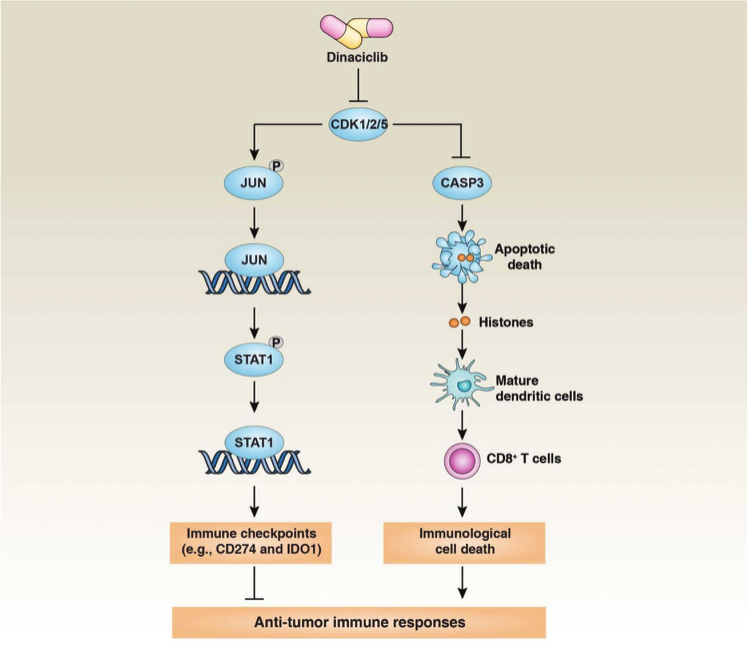 Dinaciclib
CDK1/2/5
P
JUN
CASP3
JUN
Apoptotic
death
Histones
P
STAT1
Mature
dendritic cells
STAT1
CD8⁺ T cells
Immune checkpoints
(e.g., CD274 and IDO1)
Immunological
cell death
Anti-tumor immune responses